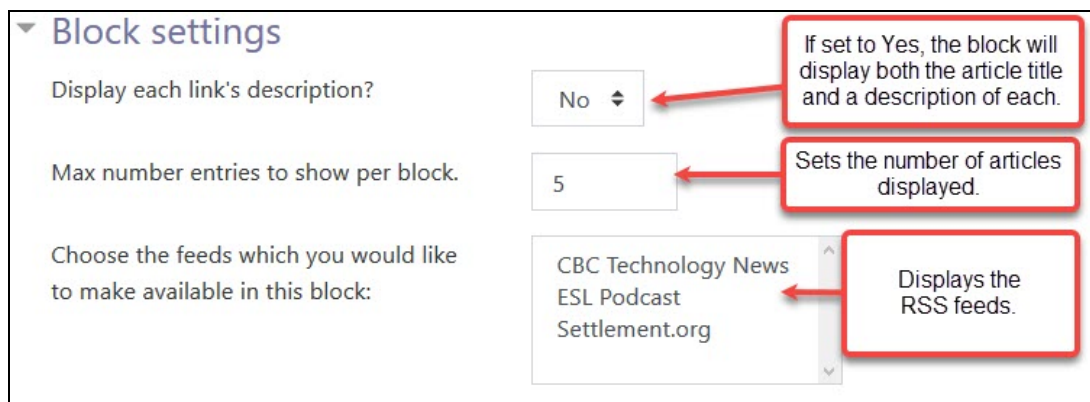 Block settings
If set to Yes, the block will
display both the article title
and a description of each.
Display each link's description?
No
Max number entries to show per block.
5
Sets the number of articles
displayed.
Choose the feeds which you would like
to make available in this block:
CBC Technology News
ESL Podcast
Settlement.org
Displays the
RSS feeds.